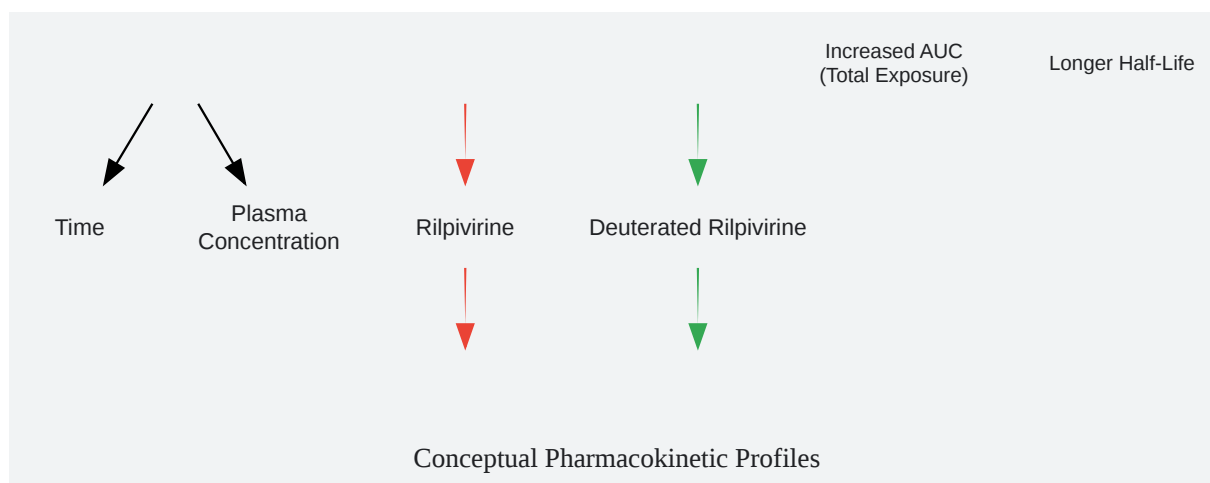 Increased AUC
(Total Exposure)
Longer Half-Life
Time
Plasma
Concentration
Rilpivirine
Deuterated Rilpivirine
Conceptual Pharmacokinetic Profiles